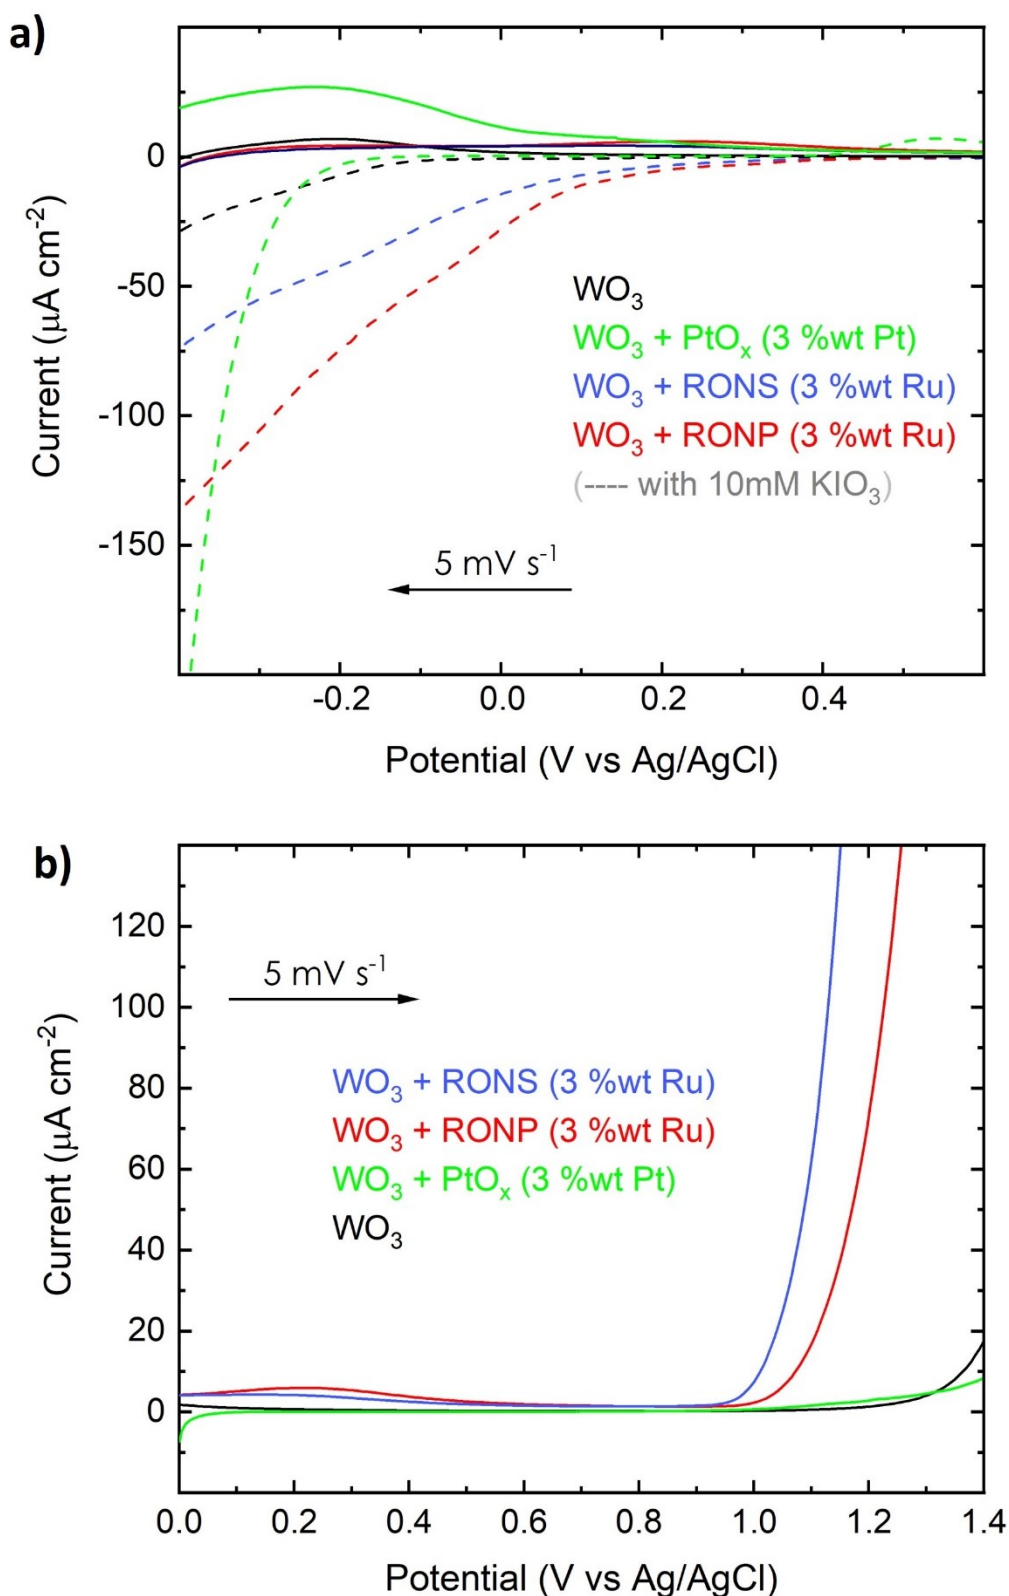 a)
Current (μA cm⁻²)
0
-50
-100
-150
WO₃
WO₃ + PtOₓ (3 %wt Pt)
WO₃ + RONS (3 %wt Ru)
WO₃ + RONP (3 %wt Ru)
(---- with 10mM KIO₃)
5 mV s⁻¹
-0.2 0.0 0.2 0.4
Potential (V vs Ag/AgCl)
b)
Current (μA cm⁻²)
120
100
80
60
40
20
0
5 mV s⁻¹
WO₃ + RONS (3 %wt Ru)
WO₃ + RONP (3 %wt Ru)
WO₃ + PtOₓ (3 %wt Pt)
WO₃
0.0 0.2 0.4 0.6 0.8 1.0 1.2 1.4
Potential (V vs Ag/AgCl)